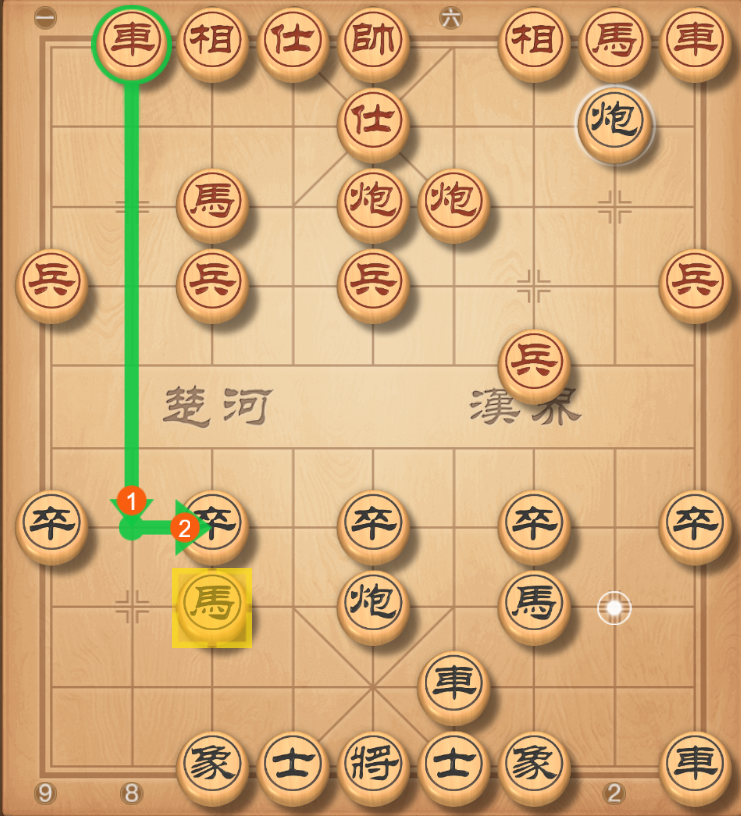 一 六
車 相 仕 帥 相 馬 車
仕 炮
馬 炮 炮
兵 兵 兵 兵
兵
楚河 漢界
1
卒 2 卒 卒 卒 卒
馬 炮 馬
車
象 士 將 士 象 車
9 8 2